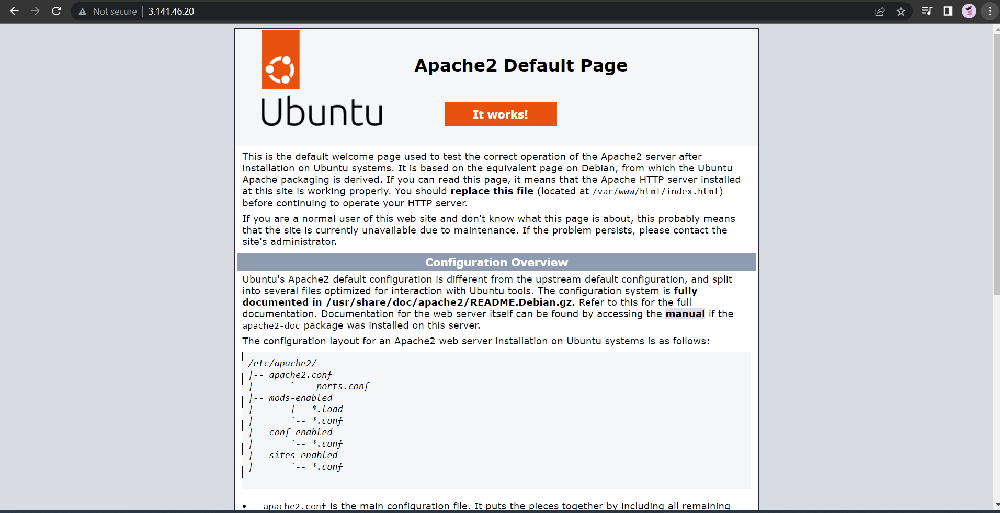 Not secure | 3.141.46.20
Apache2 Default Page
Ubuntu
It works!
This is the default welcome page used to test the correct operation of the Apache2 server after
installation on Ubuntu systems. It is based on the equivalent page on Debian, from which the Ubuntu
Apache packaging is derived. If you can read this page, it means that the Apache HTTP server installed
at this site is working properly. You should replace this file (located at /var/www/html/index.html)
before continuing to operate your HTTP server.
If you are a normal user of this web site and don't know what this page is about, this probably means
that the site is currently unavailable due to maintenance. If the problem persists, please contact the
site's administrator.
Configuration Overview
Ubuntu's Apache2 default configuration is different from the upstream default configuration, and split
into several files optimized for interaction with Ubuntu tools. The configuration system is fully
documented in /usr/share/doc/apache2/README.Debian.gz. Refer to this for the full
documentation. Documentation for the web server itself can be found by accessing the manual if the
apache2-doc package was installed on this server.
The configuration layout for an Apache2 web server installation on Ubuntu systems is as follows:
/etc/apache2/
|-- apache2.conf
|       `--  ports.conf
|-- mods-enabled
|       |-- *.load
|       `-- *.conf
|-- conf-enabled
|       `-- *.conf
|-- sites-enabled
|       `-- *.conf
• apache2.conf is the main configuration file. It puts the pieces together by including all remaining